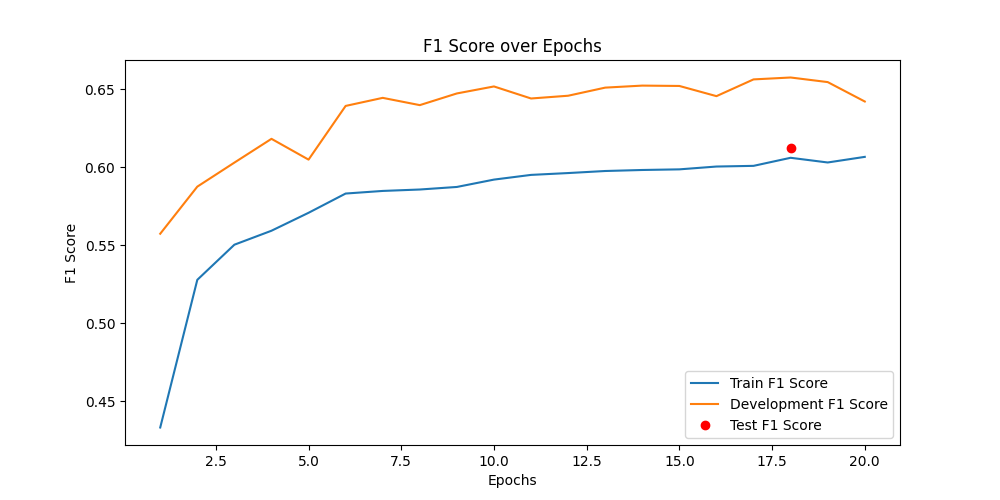 F1 Score over Epochs
F1 Score
0.65
0.60
0.55
0.50
0.45
Train F1 Score
Development F1 Score
Test F1 Score
2.5 5.0 7.5 10.0 12.5 15.0 17.5 20.0
Epochs